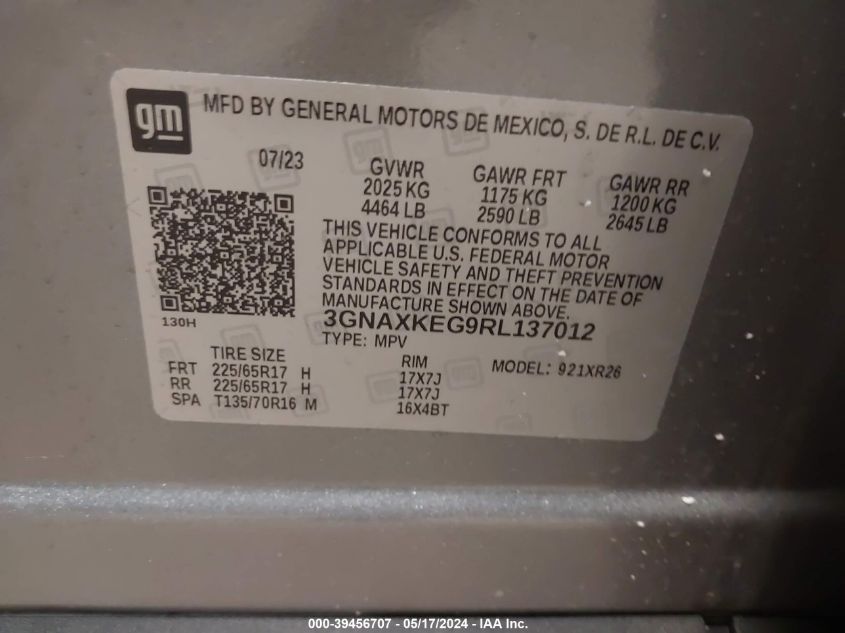 gm
MFD BY GENERAL MOTORS DE MEXICO, S. DE R.L. DE C.V.
07/23 GVWR GAWR FRT GAWR RR
2025 KG 1175 KG 1200 KG
4464 LB 2590 LB 2645 LB
THIS VEHICLE CONFORMS TO ALL
APPLICABLE U.S. FEDERAL MOTOR
VEHICLE SAFETY AND THEFT PREVENTION
STANDARDS IN EFFECT ON THE DATE OF
MANUFACTURE SHOWN ABOVE.
130H 3GNAXKEG9RL137012
TYPE: MPV
TIRE SIZE RIM MODEL: 921XR26
FRT 225/65R17 H 17X7J
RR 225/65R17 H 17X7J
SPA T135/70R16 M 16X4BT
000-39456707 - 05/17/2024 - IAA Inc.